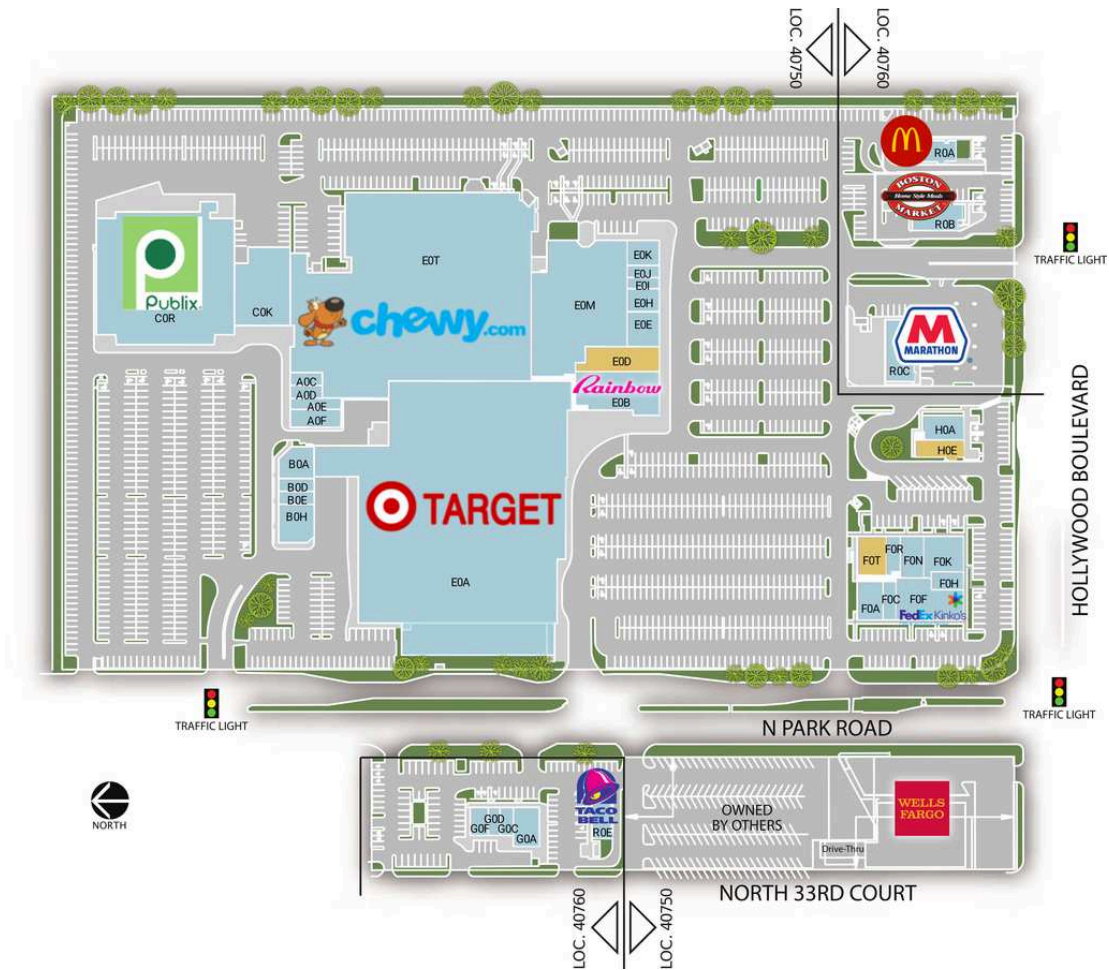 LOC. 40750
LOC. 40760
R0A
BOSTON
Home Style Meals
MARKET
R0B
TRAFFIC LIGHT
Publix
C0R
C0K
E0T
chewy.com
E0M
E0K
E0J
E0I
E0H
E0E
E0D
Rainbow
E0B
M
MARATHON
R0C
A0C
A0D
A0E
A0F
H0A
H0E
B0A
B0D
B0E
B0H
TARGET
E0A
F0T
F0R
F0N
F0K
F0H
F0A
F0C
F0F
FedEx Kinko's
HOLLYWOOD BOULEVARD
TRAFFIC LIGHT
TRAFFIC LIGHT
N PARK ROAD
NORTH
G0D
G0F
G0C
G0A
TACO
BELL
R0E
OWNED
BY OTHERS
WELLS
FARGO
Drive-Thru
NORTH 33RD COURT
LOC. 40760
LOC. 40750